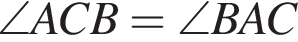 ∠ACB = ∠BAC